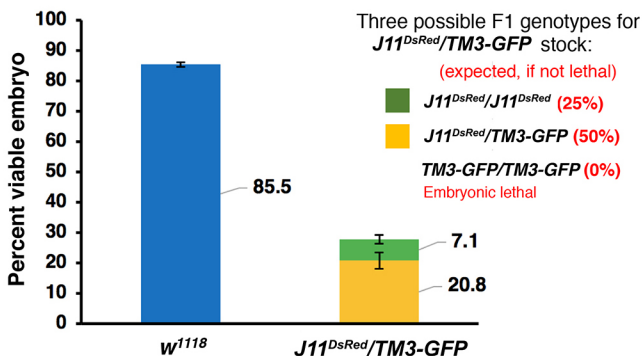 100
90
80
70
60
50
40
30
20
10
0
Percent viable embryo
85.5
7.1
20.8
w1118
J11DsRed/TM3-GFP
Three possible F1 genotypes for
J11DsRed/TM3-GFP stock:
(expected, if not lethal)
J11DsRed/J11DsRed (25%)
J11DsRed/TM3-GFP (50%)
TM3-GFP/TM3-GFP (0%)
Embryonic lethal